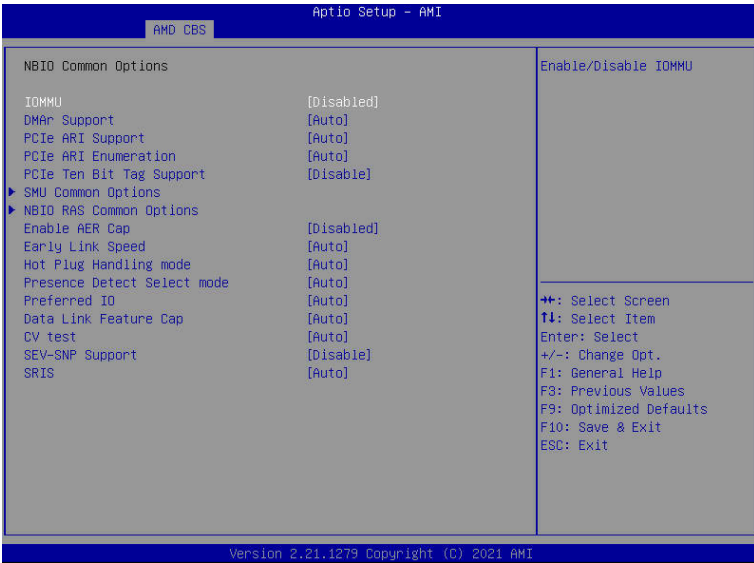 Aptio Setup – AMI
AMD CBS
NBIO Common Options
IOMMU [Disabled]
DMAr Support [Auto]
PCIe ARI Support [Auto]
PCIe ARI Enumeration [Auto]
PCIe Ten Bit Tag Support [Disable]
SMU Common Options
NBIO RAS Common Options
Enable AER Cap [Disabled]
Early Link Speed [Auto]
Hot Plug Handling mode [Auto]
Presence Detect Select mode [Auto]
Preferred IO [Auto]
Data Link Feature Cap [Auto]
CV test [Auto]
SEV-SNP Support [Disable]
SRIS [Auto]
Enable/Disable IOMMU
→←: Select Screen
↑↓: Select Item
Enter: Select
+/-: Change Opt.
F1: General Help
F3: Previous Values
F9: Optimized Defaults
F10: Save & Exit
ESC: Exit
Version 2.21.1279 Copyright (C) 2021 AMI